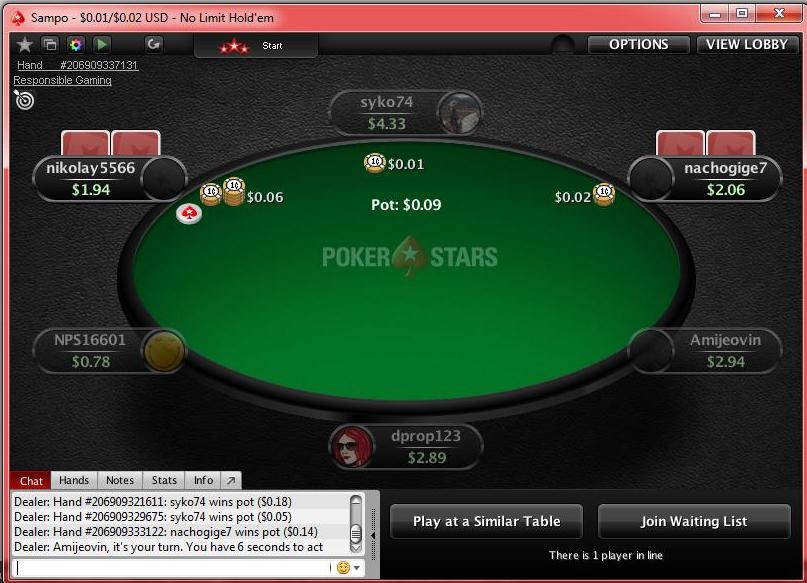 Sampo - $0.01/$0.02 USD - No Limit Hold'em
Start
OPTIONS
VIEW LOBBY
Hand #206909337131
Responsible Gaming
syko74
$4.33
nikolay5566
$1.94
nachogige7
$2.06
1¢ $0.01
1¢ 1¢ $0.06
$0.02 1¢
Pot: $0.09
POKER STARS
NPS16601
$0.78
Amijeovin
$2.94
dprop123
$2.89
Chat
Hands
Notes
Stats
Info
Dealer: Hand #206909321611: syko74 wins pot ($0.18)
Dealer: Hand #206909329675: syko74 wins pot ($0.05)
Dealer: Hand #206909333122: nachogige7 wins pot ($0.14)
Dealer: Amijeovin, it's your turn. You have 6 seconds to act
Play at a Similar Table
Join Waiting List
There is 1 player in line